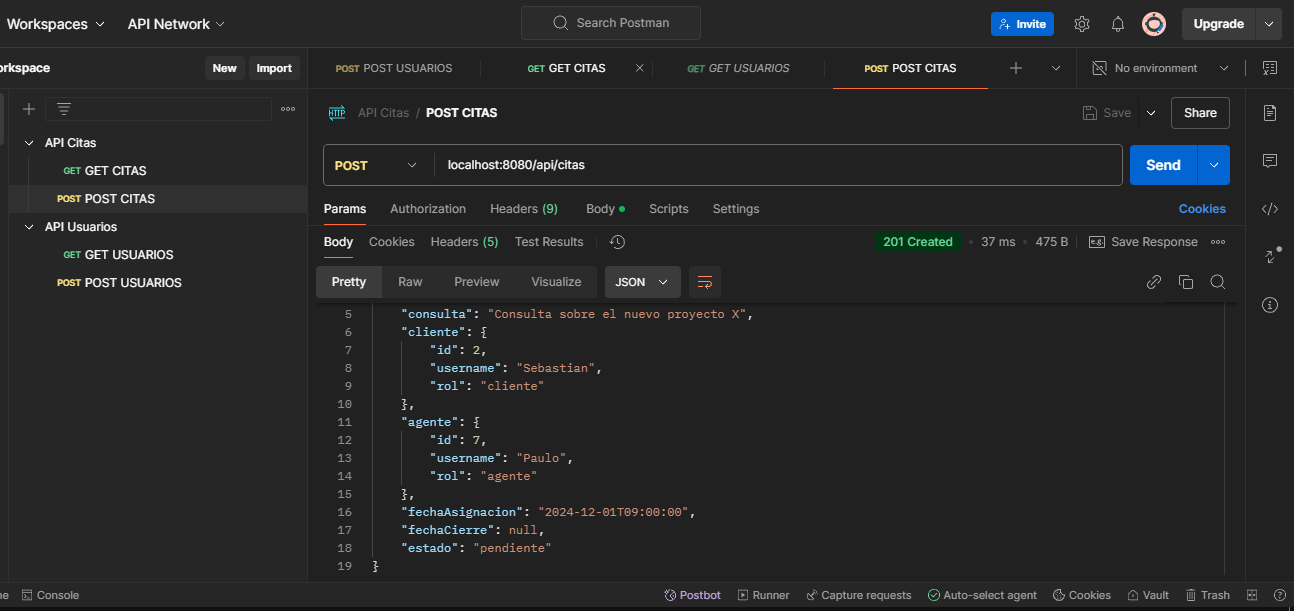 Workspaces API Network Search Postman Invite Upgrade
orkspace New Import POST POST USUARIOS GET GET CITAS GET GET USUARIOS POST POST CITAS No environment
HTTP API Citas / POST CITAS Save Share
API Citas
GET GET CITAS
POST POST CITAS
API Usuarios
GET GET USUARIOS
POST POST USUARIOS
POST localhost:8080/api/citas Send
Params Authorization Headers (9) Body Scripts Settings Cookies
Body Cookies Headers (5) Test Results 201 Created 37 ms 475 B e.g. Save Response
Pretty Raw Preview Visualize JSON
5 "consulta": "Consulta sobre el nuevo proyecto X",
6 "cliente": {
7 "id": 2,
8 "username": "Sebastian",
9 "rol": "cliente"
10 },
11 "agente": {
12 "id": 7,
13 "username": "Paulo",
14 "rol": "agente"
15 },
16 "fechaAsignacion": "2024-12-01T09:00:00",
17 "fechaCierre": null,
18 "estado": "pendiente"
19 }
ne Console Postbot Runner Capture requests Auto-select agent Cookies Vault Trash